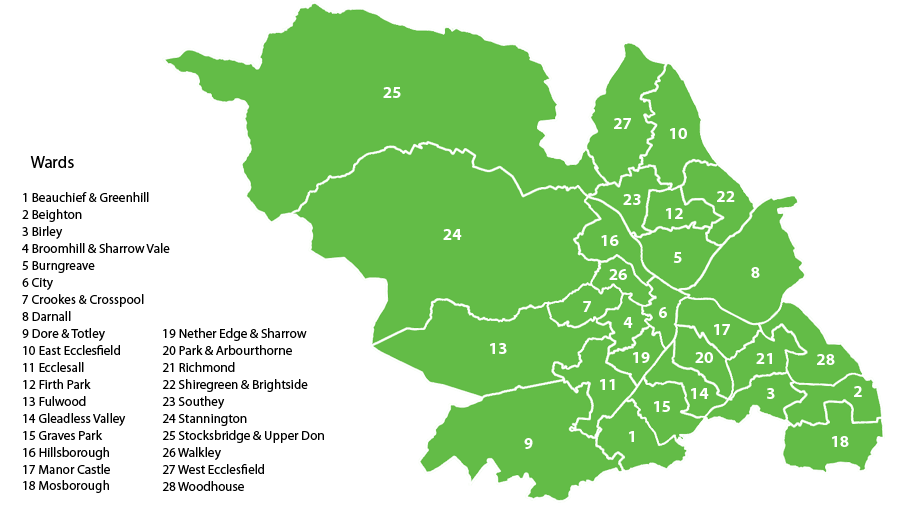 Wards
1 Beauchief & Greenhill
2 Beighton
3 Birley
4 Broomhill & Sharrow Vale
5 Burngreave
6 City
7 Crookes & Crosspool
8 Darnall
9 Dore & Totley
10 East Ecclesfield
11 Ecclesall
12 Firth Park
13 Fulwood
14 Gleadless Valley
15 Graves Park
16 Hillsborough
17 Manor Castle
18 Mosborough
19 Nether Edge & Sharrow
20 Park & Arbourthorne
21 Richmond
22 Shiregreen & Brightside
23 Southey
24 Stannington
25 Stocksbridge & Upper Don
26 Walkley
27 West Ecclesfield
28 Woodhouse
25
27
10
22
23
12
24
16
5
8
26
7
6
4
17
13
19
20
21
28
11
14
3
2
15
1
9
18